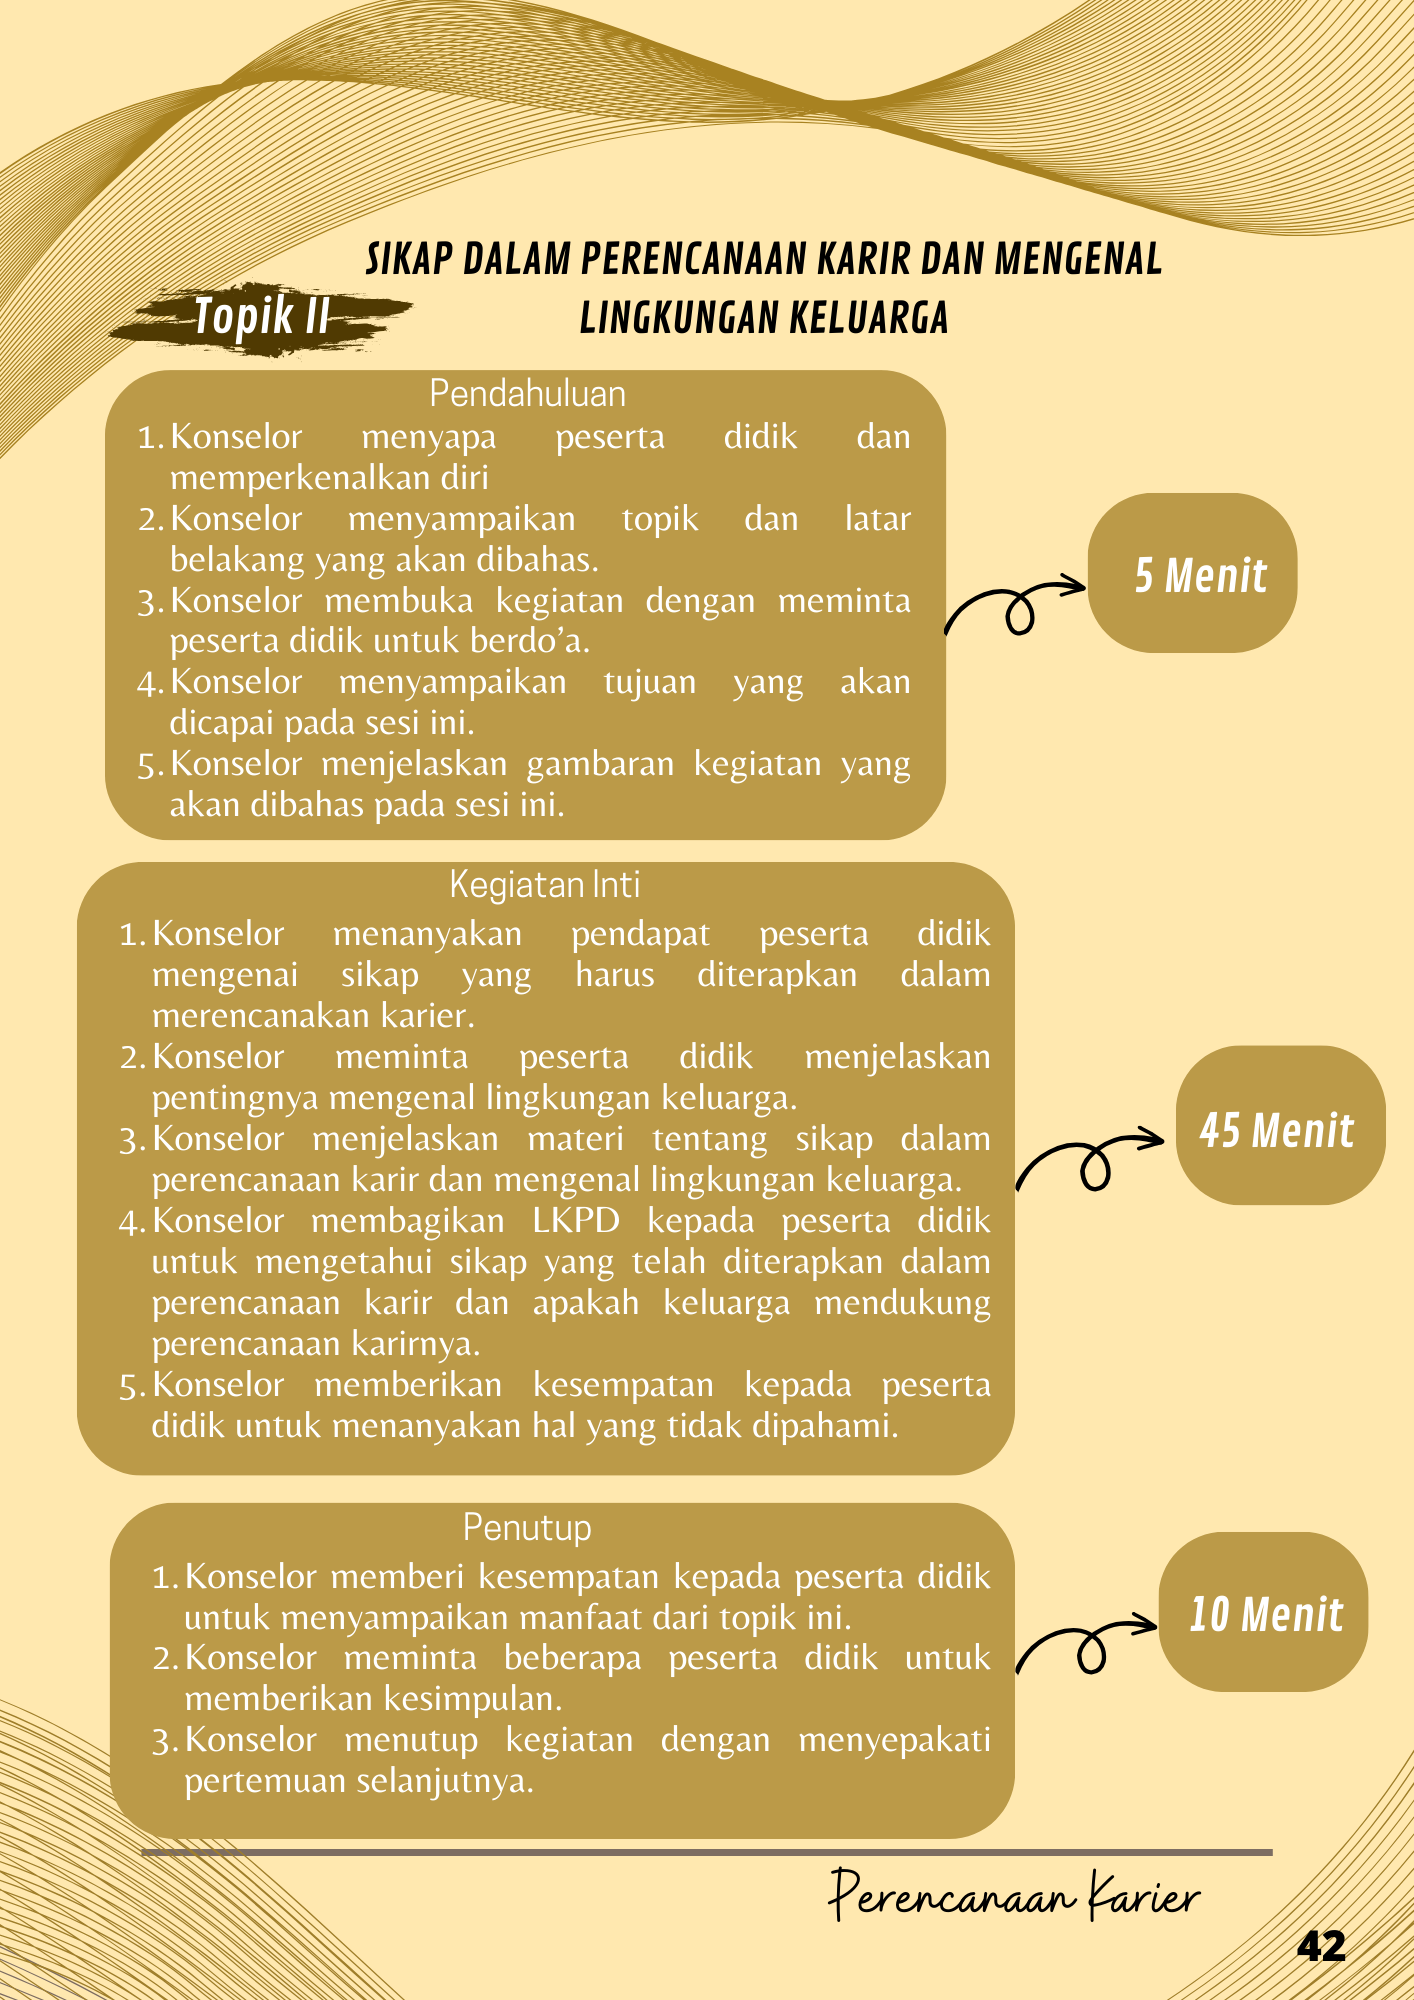 SIKAP DALAM PERENCANAAN KARIR DAN MENGENAL
LINGKUNGAN KELUARGA
Topik II
Pendahuluan
1. Konselor menyapa peserta didik dan
memperkenalkan diri
2. Konselor menyampaikan topik dan latar
belakang yang akan dibahas.
3. Konselor membuka kegiatan dengan meminta
peserta didik untuk berdo’a.
4. Konselor menyampaikan tujuan yang akan
dicapai pada sesi ini.
5. Konselor menjelaskan gambaran kegiatan yang
akan dibahas pada sesi ini.
5 Menit
Kegiatan Inti
1. Konselor menanyakan pendapat peserta didik
mengenai sikap yang harus diterapkan dalam
merencanakan karier.
2. Konselor meminta peserta didik menjelaskan
pentingnya mengenal lingkungan keluarga.
3. Konselor menjelaskan materi tentang sikap dalam
perencanaan karir dan mengenal lingkungan keluarga.
4. Konselor membagikan LKPD kepada peserta didik
untuk mengetahui sikap yang telah diterapkan dalam
perencanaan karir dan apakah keluarga mendukung
perencanaan karirnya.
5. Konselor memberikan kesempatan kepada peserta
didik untuk menanyakan hal yang tidak dipahami.
45 Menit
Penutup
1. Konselor memberi kesempatan kepada peserta didik
untuk menyampaikan manfaat dari topik ini.
2. Konselor meminta beberapa peserta didik untuk
memberikan kesimpulan.
3. Konselor menutup kegiatan dengan menyepakati
pertemuan selanjutnya.
10 Menit
Perencanaan Karier
42